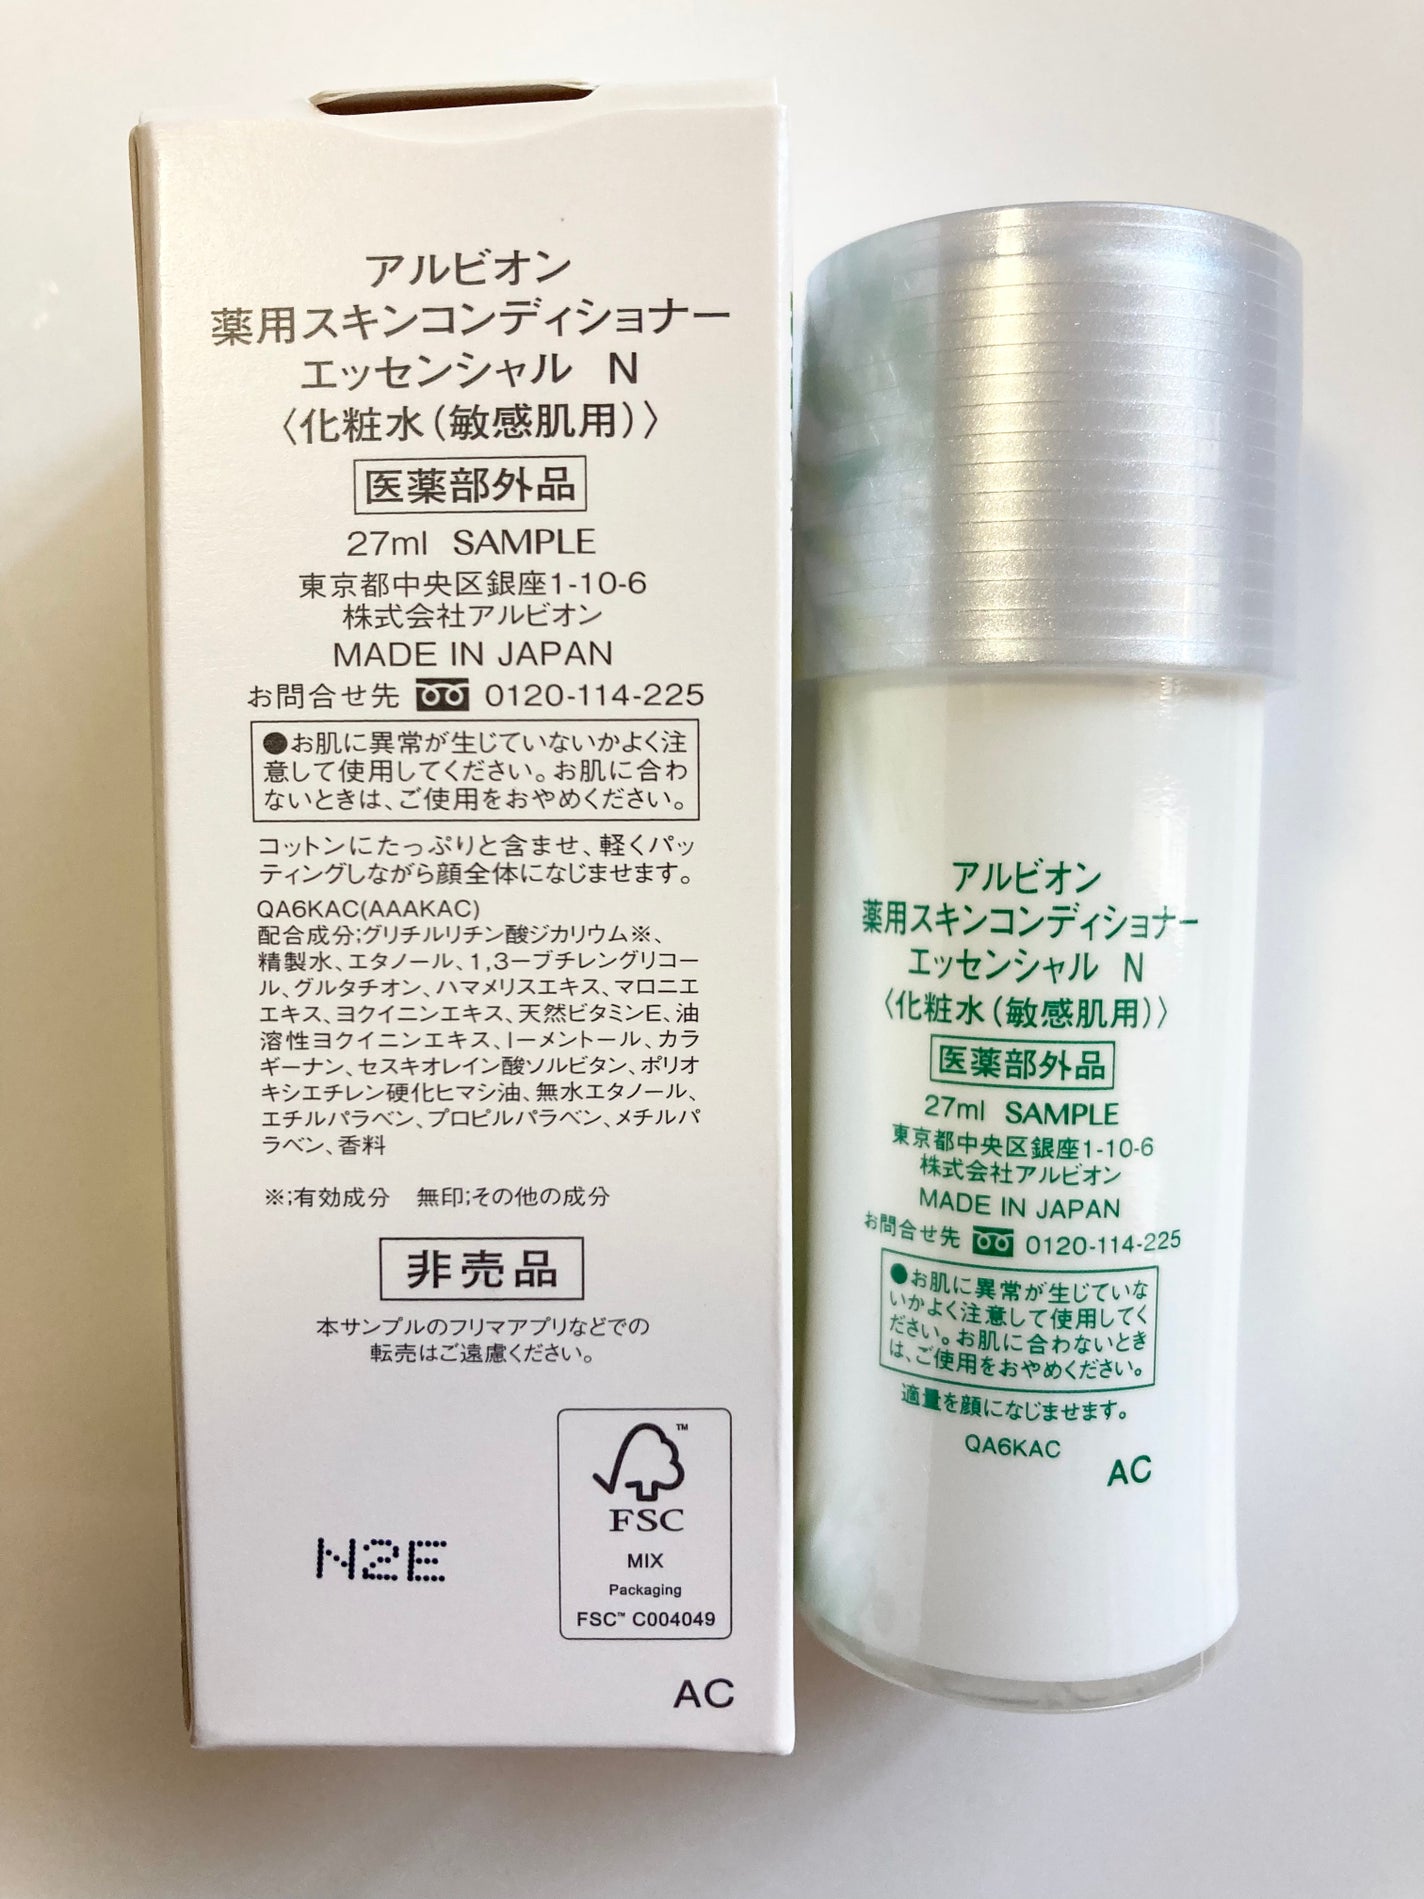 アルビオン
薬用スキンコンディショナー
エッセンシャル N
〈化粧水(敏感肌用)〉
医薬部外品
27ml SAMPLE
東京都中央区銀座1-10-6
株式会社アルビオン
MADE IN JAPAN
お問合せ先 0120-114-225
●お肌に異常が生じていないかよく注
意して使用してください。お肌に合わ
ないときは、ご使用をおやめください。
コットンにたっぷりと含ませ、軽くパッ
ティングしながら顔全体になじませます。
QA6KAC(AAAKAC)
配合成分;グリチルリチン酸ジカリウム※、
精製水、エタノール、1,3ーブチレングリコー
ル、グルタチオン、ハマメリスエキス、マロニエ
エキス、ヨクイニンエキス、天然ビタミンE、油
溶性ヨクイニンエキス、lーメントール、カラ
ギーナン、セスキオレイン酸ソルビタン、ポリオ
キシエチレン硬化ヒマシ油、無水エタノール、
エチルパラベン、プロピルパラベン、メチルパ
ラベン、香料
※;有効成分 無印;その他の成分
非売品
本サンプルのフリマアプリなどでの
転売はご遠慮ください。
N2E
™
FSC
MIX
Packaging
FSC™ C004049
AC
アルビオン
薬用スキンコンディショナー
エッセンシャル N
〈化粧水(敏感肌用)〉
医薬部外品
27ml SAMPLE
東京都中央区銀座1-10-6
株式会社アルビオン
MADE IN JAPAN
お問合せ先 0120-114-225
●お肌に異常が生じていな
いかよく注意して使用してく
ださい。お肌に合わないとき
は、ご使用をおやめください。
適量を顔になじませます。
QA6KAC
AC